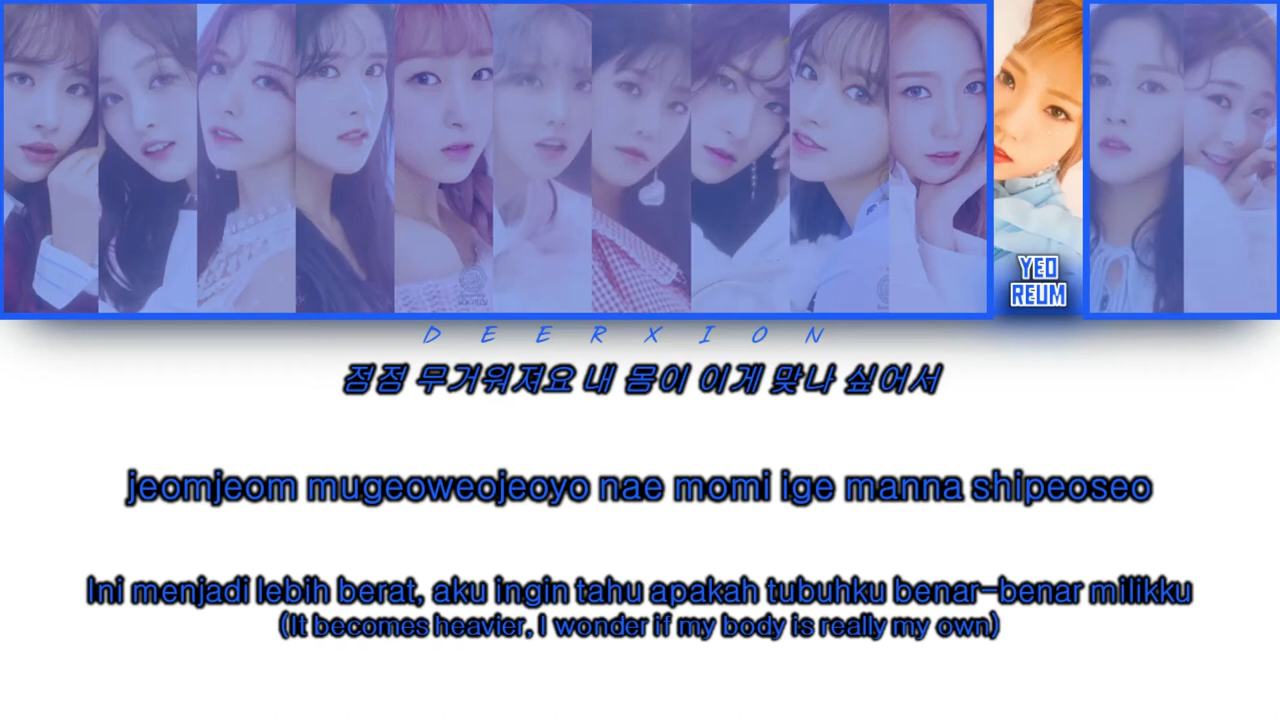 YEO
REUM
DEERXION
점점 무거워져요 내 몸이 이게 맞나 싶어서
jeomjeom mugeoweojeoyo nae momi ige manna shipeoseo
Ini menjadi lebih berat, aku ingin tahu apakah tubuhku benar-benar milikku
(It becomes heavier, I wonder if my body is really my own)